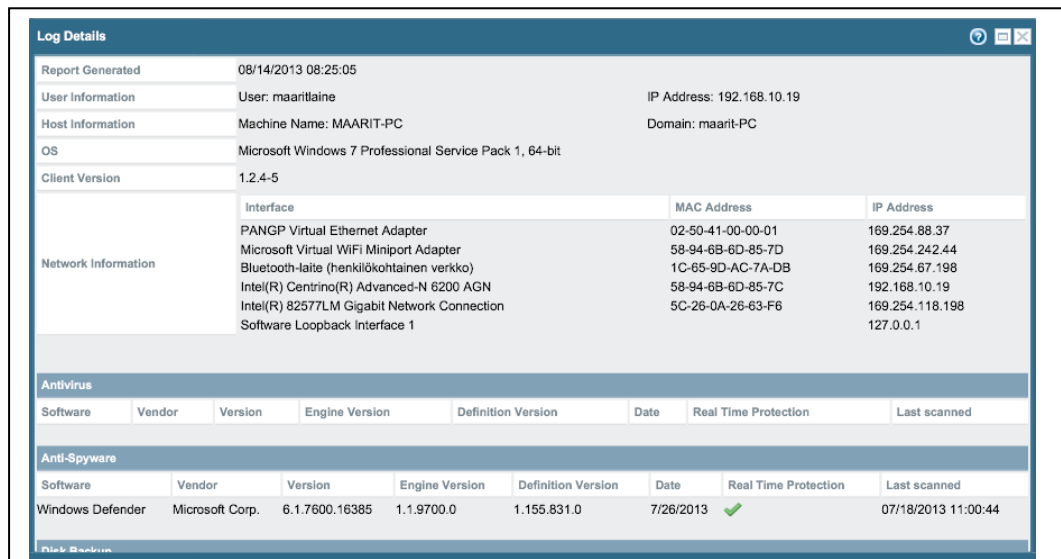 Log Details
Report Generated 08/14/2013 08:25:05
User Information User: maaritlaine IP Address: 192.168.10.19
Host Information Machine Name: MAARIT-PC Domain: maarit-PC
OS Microsoft Windows 7 Professional Service Pack 1, 64-bit
Client Version 1.2.4-5
Network Information
Interface MAC Address IP Address
PANGP Virtual Ethernet Adapter 02-50-41-00-00-01 169.254.88.37
Microsoft Virtual WiFi Miniport Adapter 58-94-6B-6D-85-7D 169.254.242.44
Bluetooth-laite (henkilökohtainen verkko) 1C-65-9D-AC-7A-DB 169.254.67.198
Intel(R) Centrino(R) Advanced-N 6200 AGN 58-94-6B-6D-85-7C 192.168.10.19
Intel(R) 82577LM Gigabit Network Connection 5C-26-0A-26-63-F6 169.254.118.198
Software Loopback Interface 1 127.0.0.1
Antivirus
Software Vendor Version Engine Version Definition Version Date Real Time Protection Last scanned
Anti-Spyware
Software Vendor Version Engine Version Definition Version Date Real Time Protection Last scanned
Windows Defender Microsoft Corp. 6.1.7600.16385 1.1.9700.0 1.155.831.0 7/26/2013 07/18/2013 11:00:44
Disk Backup